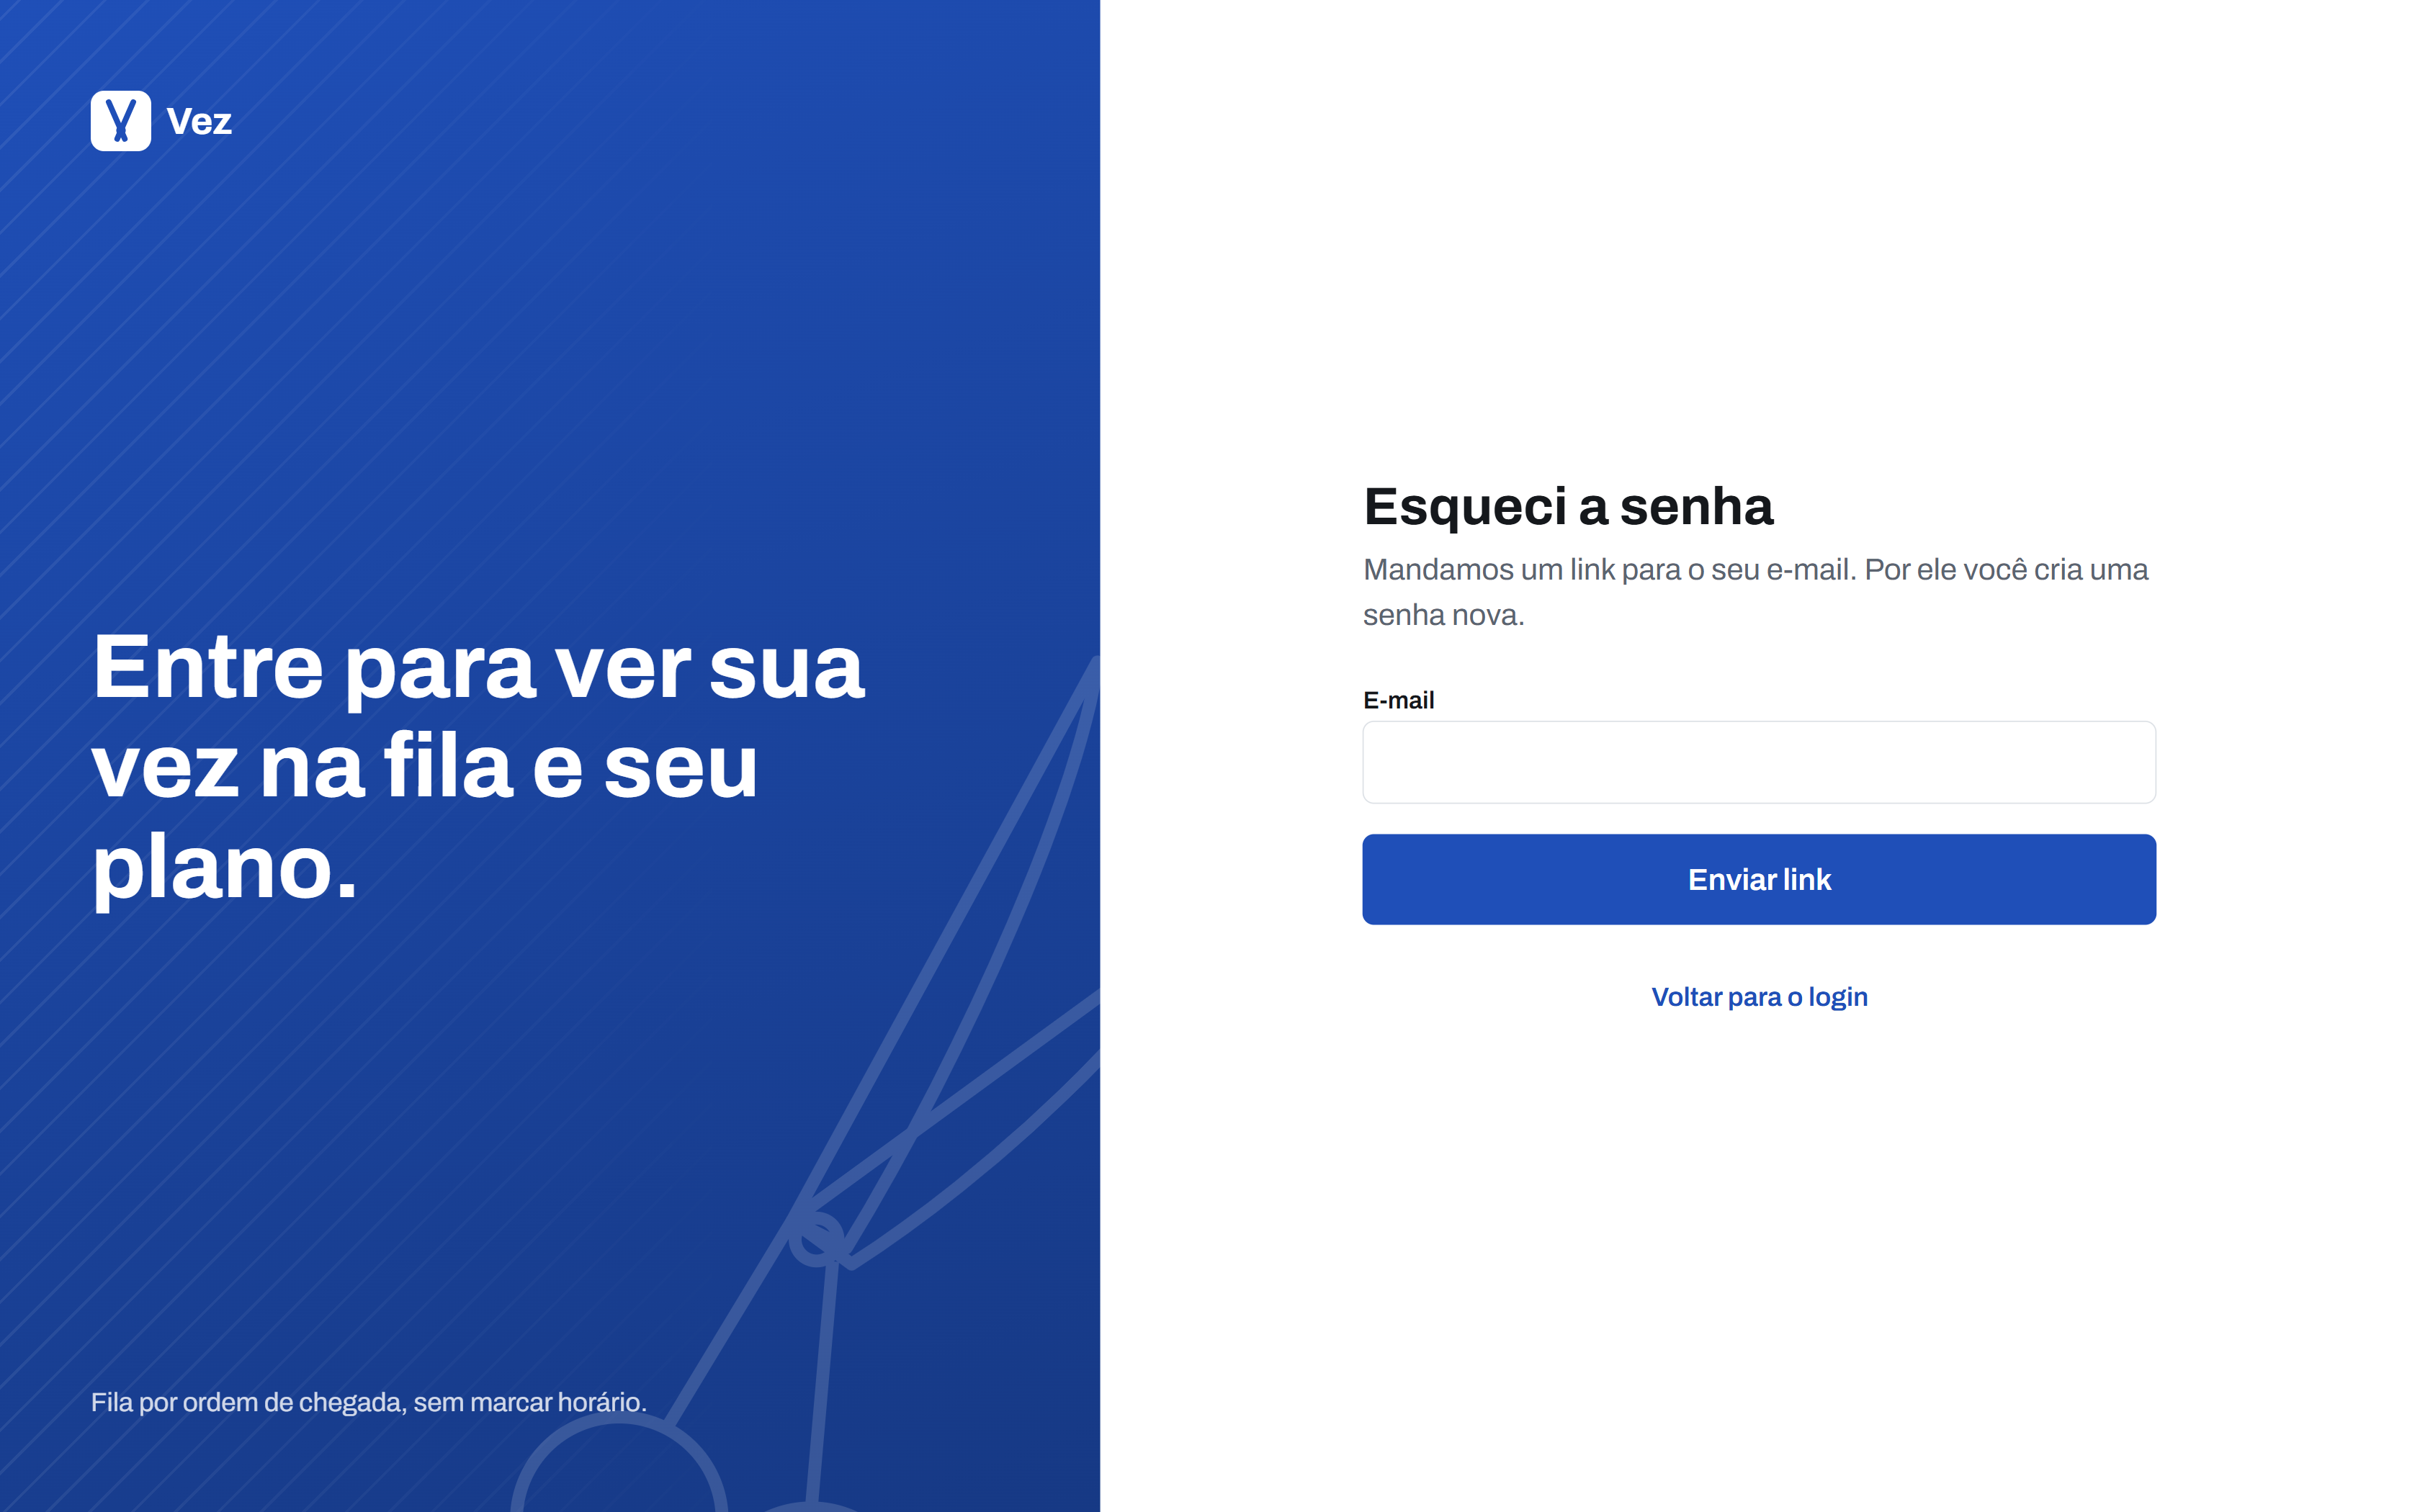 Vez
Entre para ver sua
vez na fila e seu
plano.
Fila por ordem de chegada, sem marcar horário.
Esqueci a senha
Mandamos um link para o seu e-mail. Por ele você cria uma
senha nova.
E-mail
Enviar link
Voltar para o login